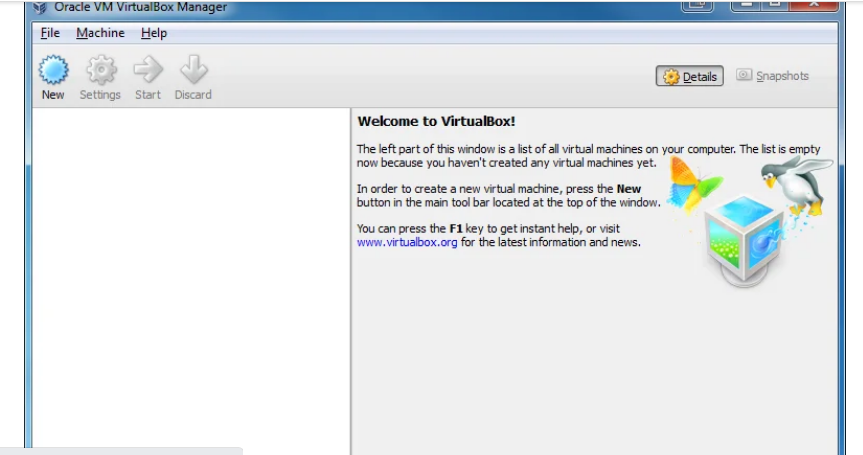 Oracle VM VirtualBox Manager
File Machine Help
New Settings Start Discard
Details Snapshots
Welcome to VirtualBox!
The left part of this window is a list of all virtual machines on your computer. The list is empty
now because you haven't created any virtual machines yet.
In order to create a new virtual machine, press the New
button in the main tool bar located at the top of the window.
You can press the F1 key to get instant help, or visit
www.virtualbox.org for the latest information and news.